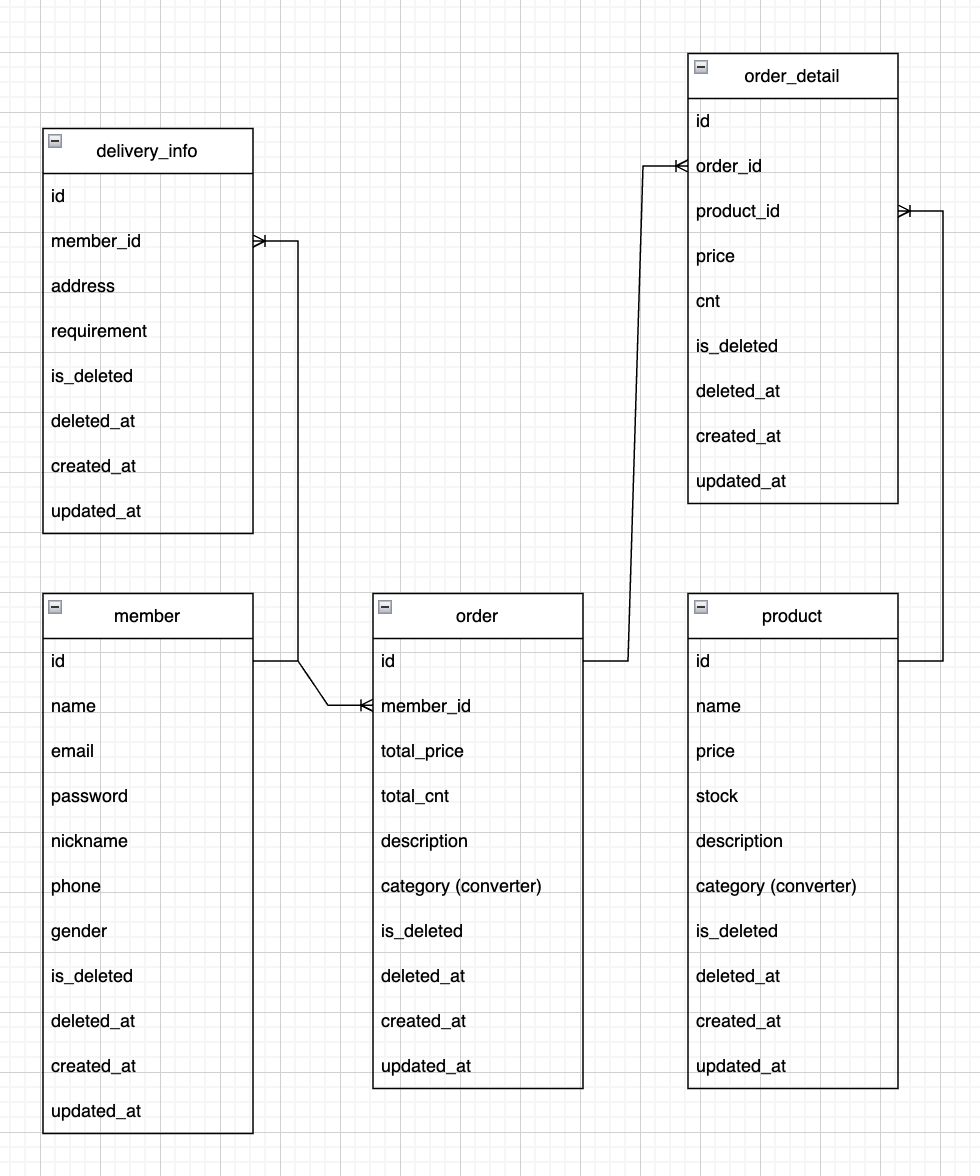 order_detail
id
order_id
product_id
price
cnt
is_deleted
deleted_at
created_at
updated_at
delivery_info
id
member_id
address
requirement
is_deleted
deleted_at
created_at
updated_at
member
id
name
email
password
nickname
phone
gender
is_deleted
deleted_at
created_at
updated_at
order
id
member_id
total_price
total_cnt
description
category (converter)
is_deleted
deleted_at
created_at
updated_at
product
id
name
price
stock
description
category (converter)
is_deleted
deleted_at
created_at
updated_at